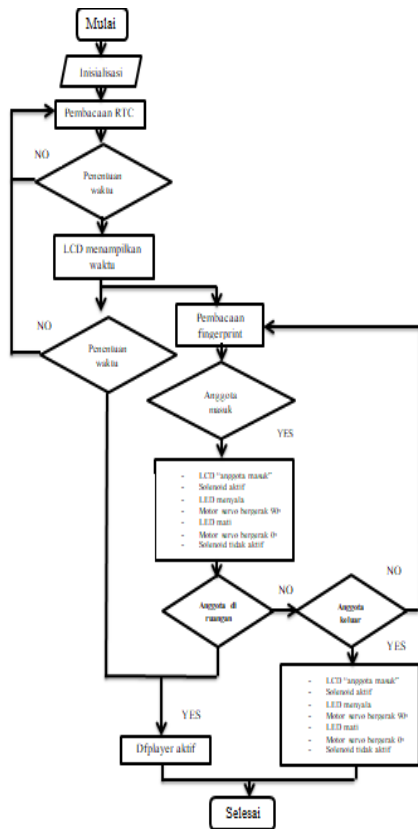 Mulai
Inisialisasi
Pembacaan RTC
NO
Penentuan
waktu
LCD menampilkan
waktu
NO
Penentuan
waktu
Pembacaan
fingerprint
Anggota
masuk
YES
- LCD "anggota masuk"
- Solenoid aktif
- LED menyala
- Motor servo bergerak 90°
- LED mati
- Motor servo bergerak 0°
- Solenoid tidak aktif
Anggota di
ruangan
NO
Anggota
keluar
NO
YES
- LCD "anggota masuk"
- Solenoid aktif
- LED menyala
- Motor servo bergerak 90°
- LED mati
- Motor servo bergerak 0°
- Solenoid tidak aktif
YES
Dfplayer aktif
Selesai